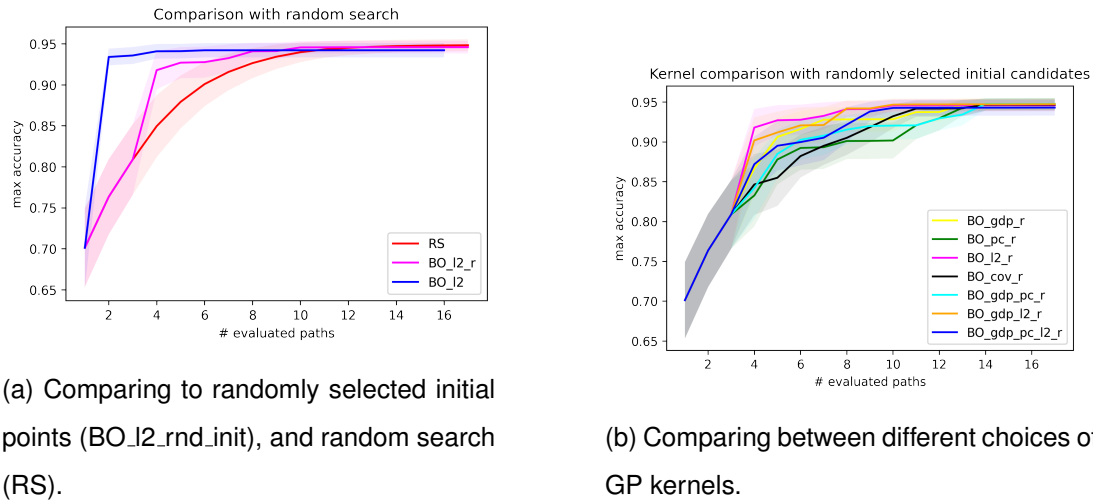 Comparison with random search
0.95
0.90
0.85
0.80
0.75
0.70
0.65
max accuracy
RS
BO_l2_r
BO_l2
2 4 6 8 10 12 14 16
# evaluated paths
(a) Comparing to randomly selected initial
points (BO_l2_rnd_init), and random search
(RS).
Kernel comparison with randomly selected initial candidates
0.95
0.90
0.85
0.80
0.75
0.70
0.65
max accuracy
BO_gdp_r
BO_pc_r
BO_l2_r
BO_cov_r
BO_gdp_pc_r
BO_gdp_l2_r
BO_gdp_pc_l2_r
2 4 6 8 10 12 14 16
# evaluated paths
(b) Comparing between different choices of
GP kernels.